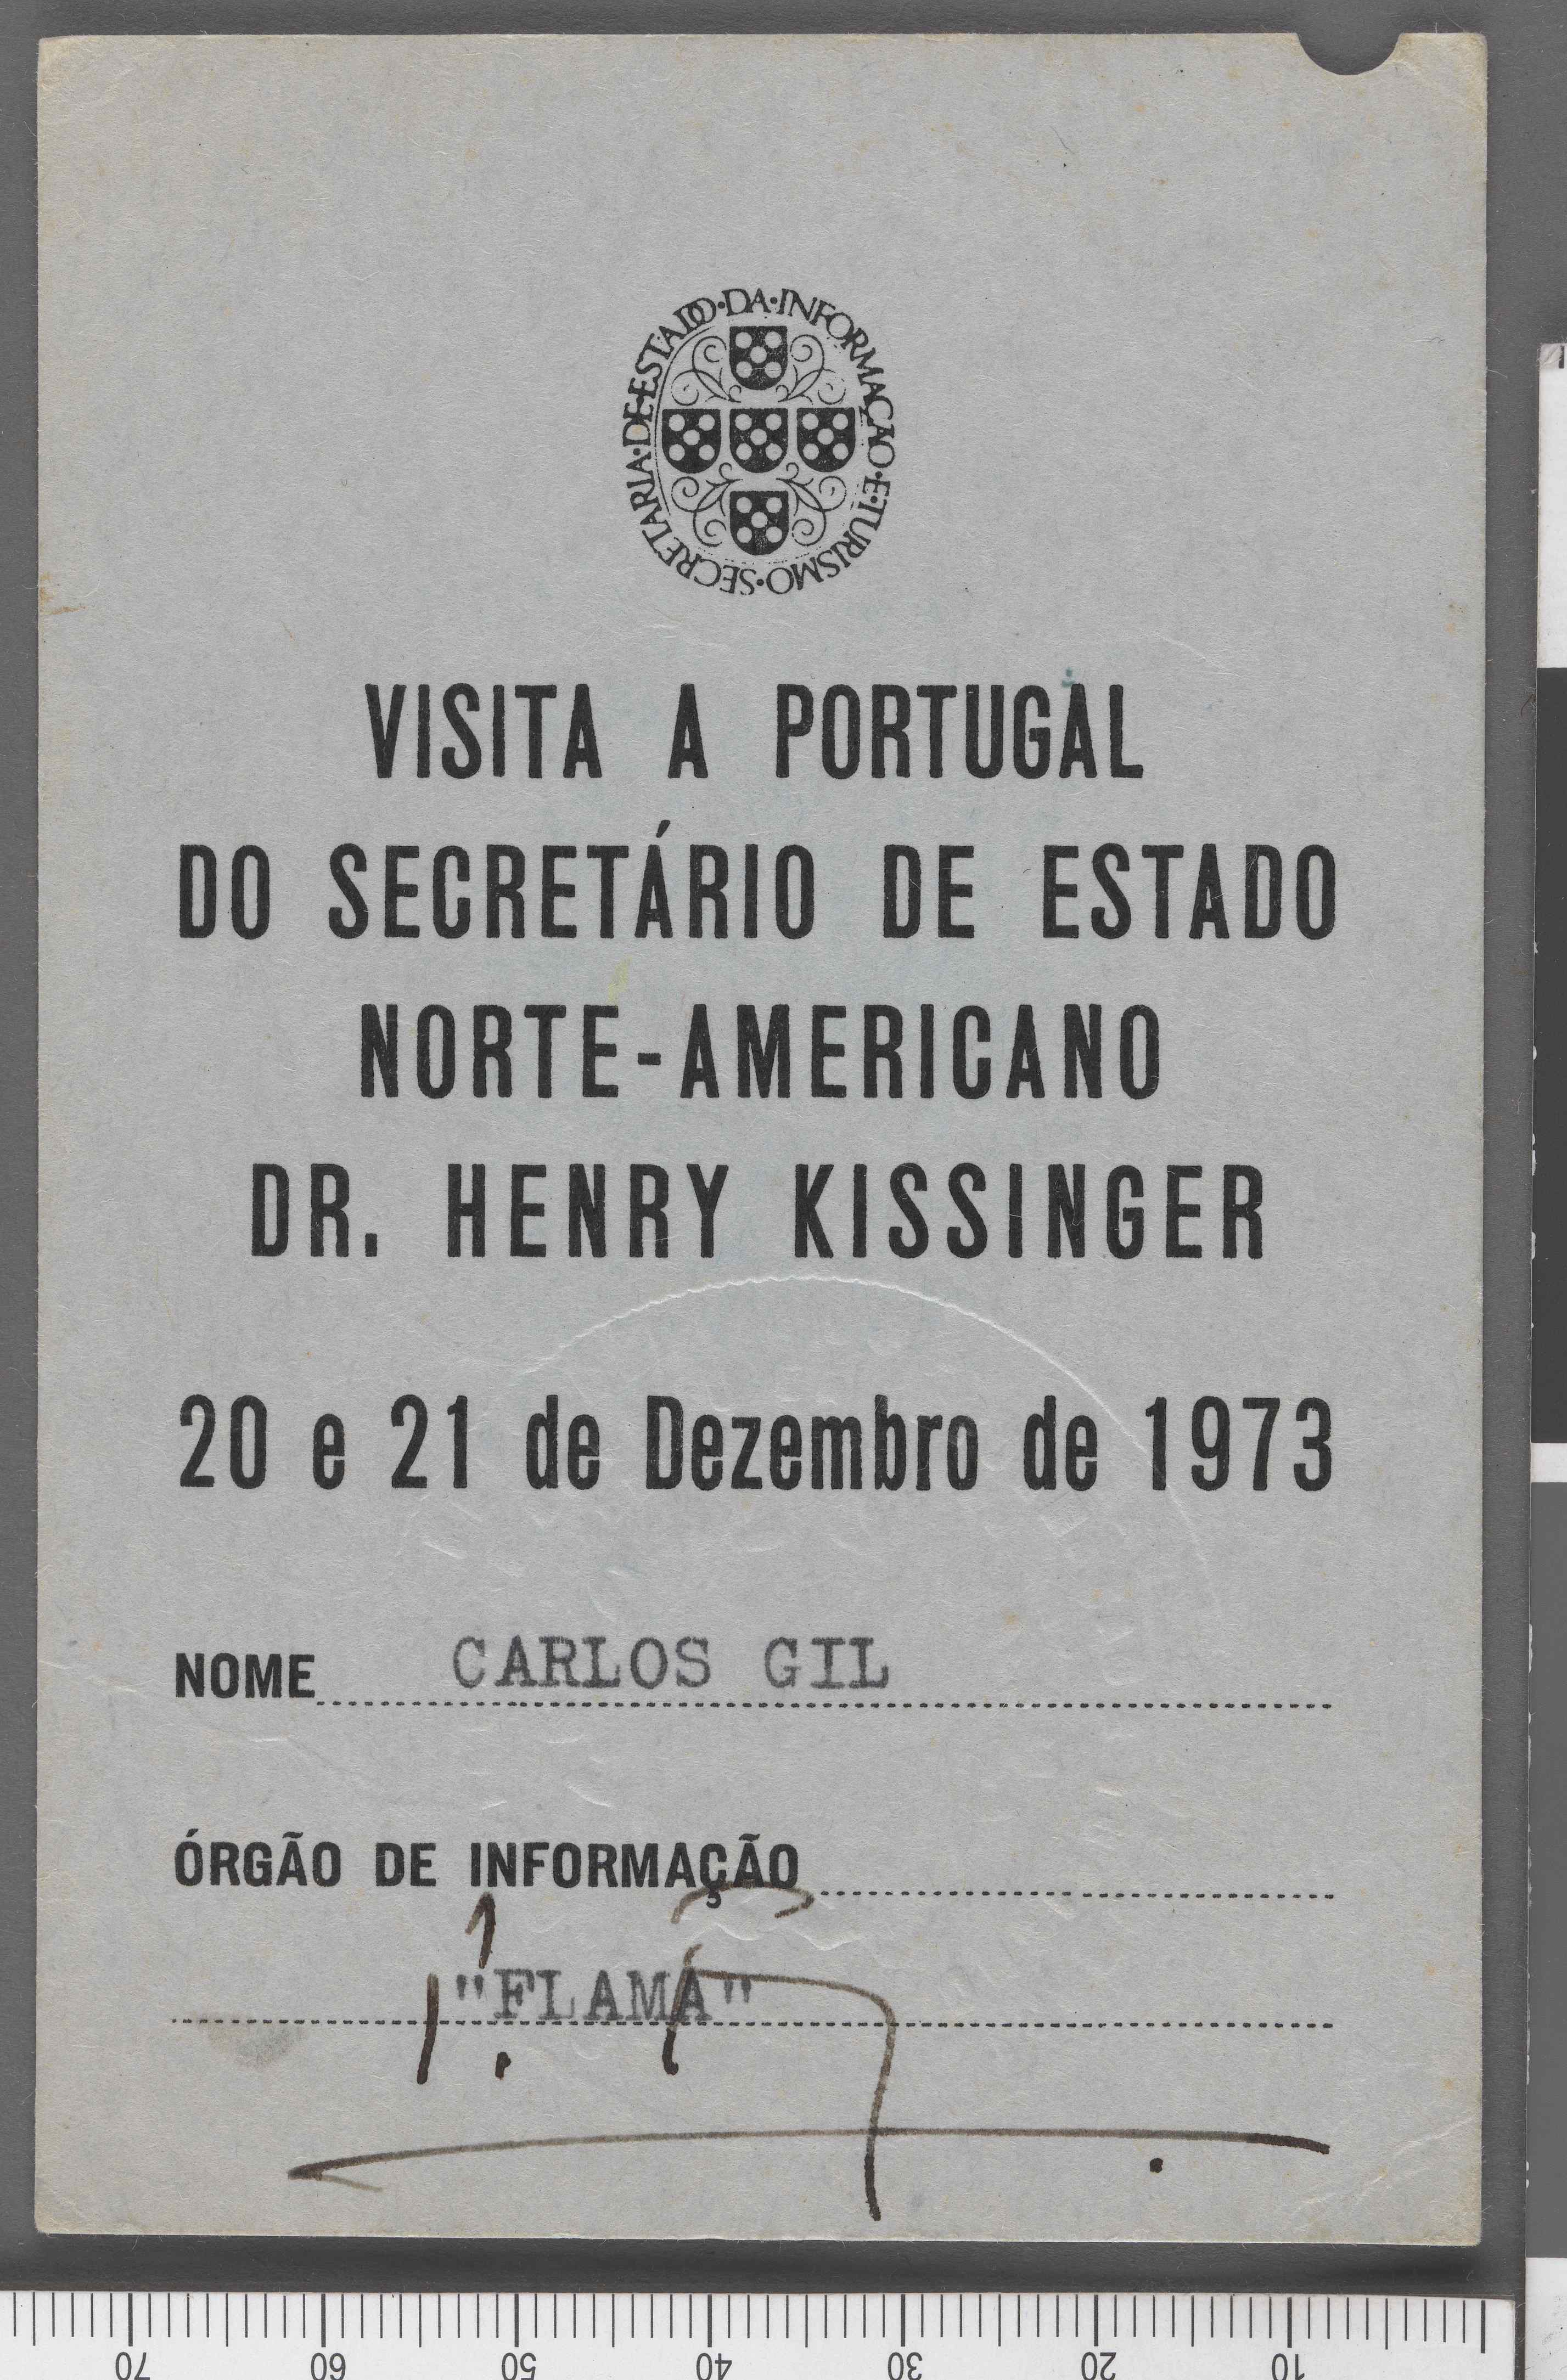 SECRETARIA·DE·ESTADO·DA·INFORMAÇÃO·E·TURISMO·
VISITA A PORTUGAL
DO SECRETÁRIO DE ESTADO
NORTE-AMERICANO
DR. HENRY KISSINGER
20 e 21 de Dezembro de 1973
NOME CARLOS GIL
ÓRGÃO DE INFORMAÇÃO
"FLAMA"
70 60 50 40 30 20 10